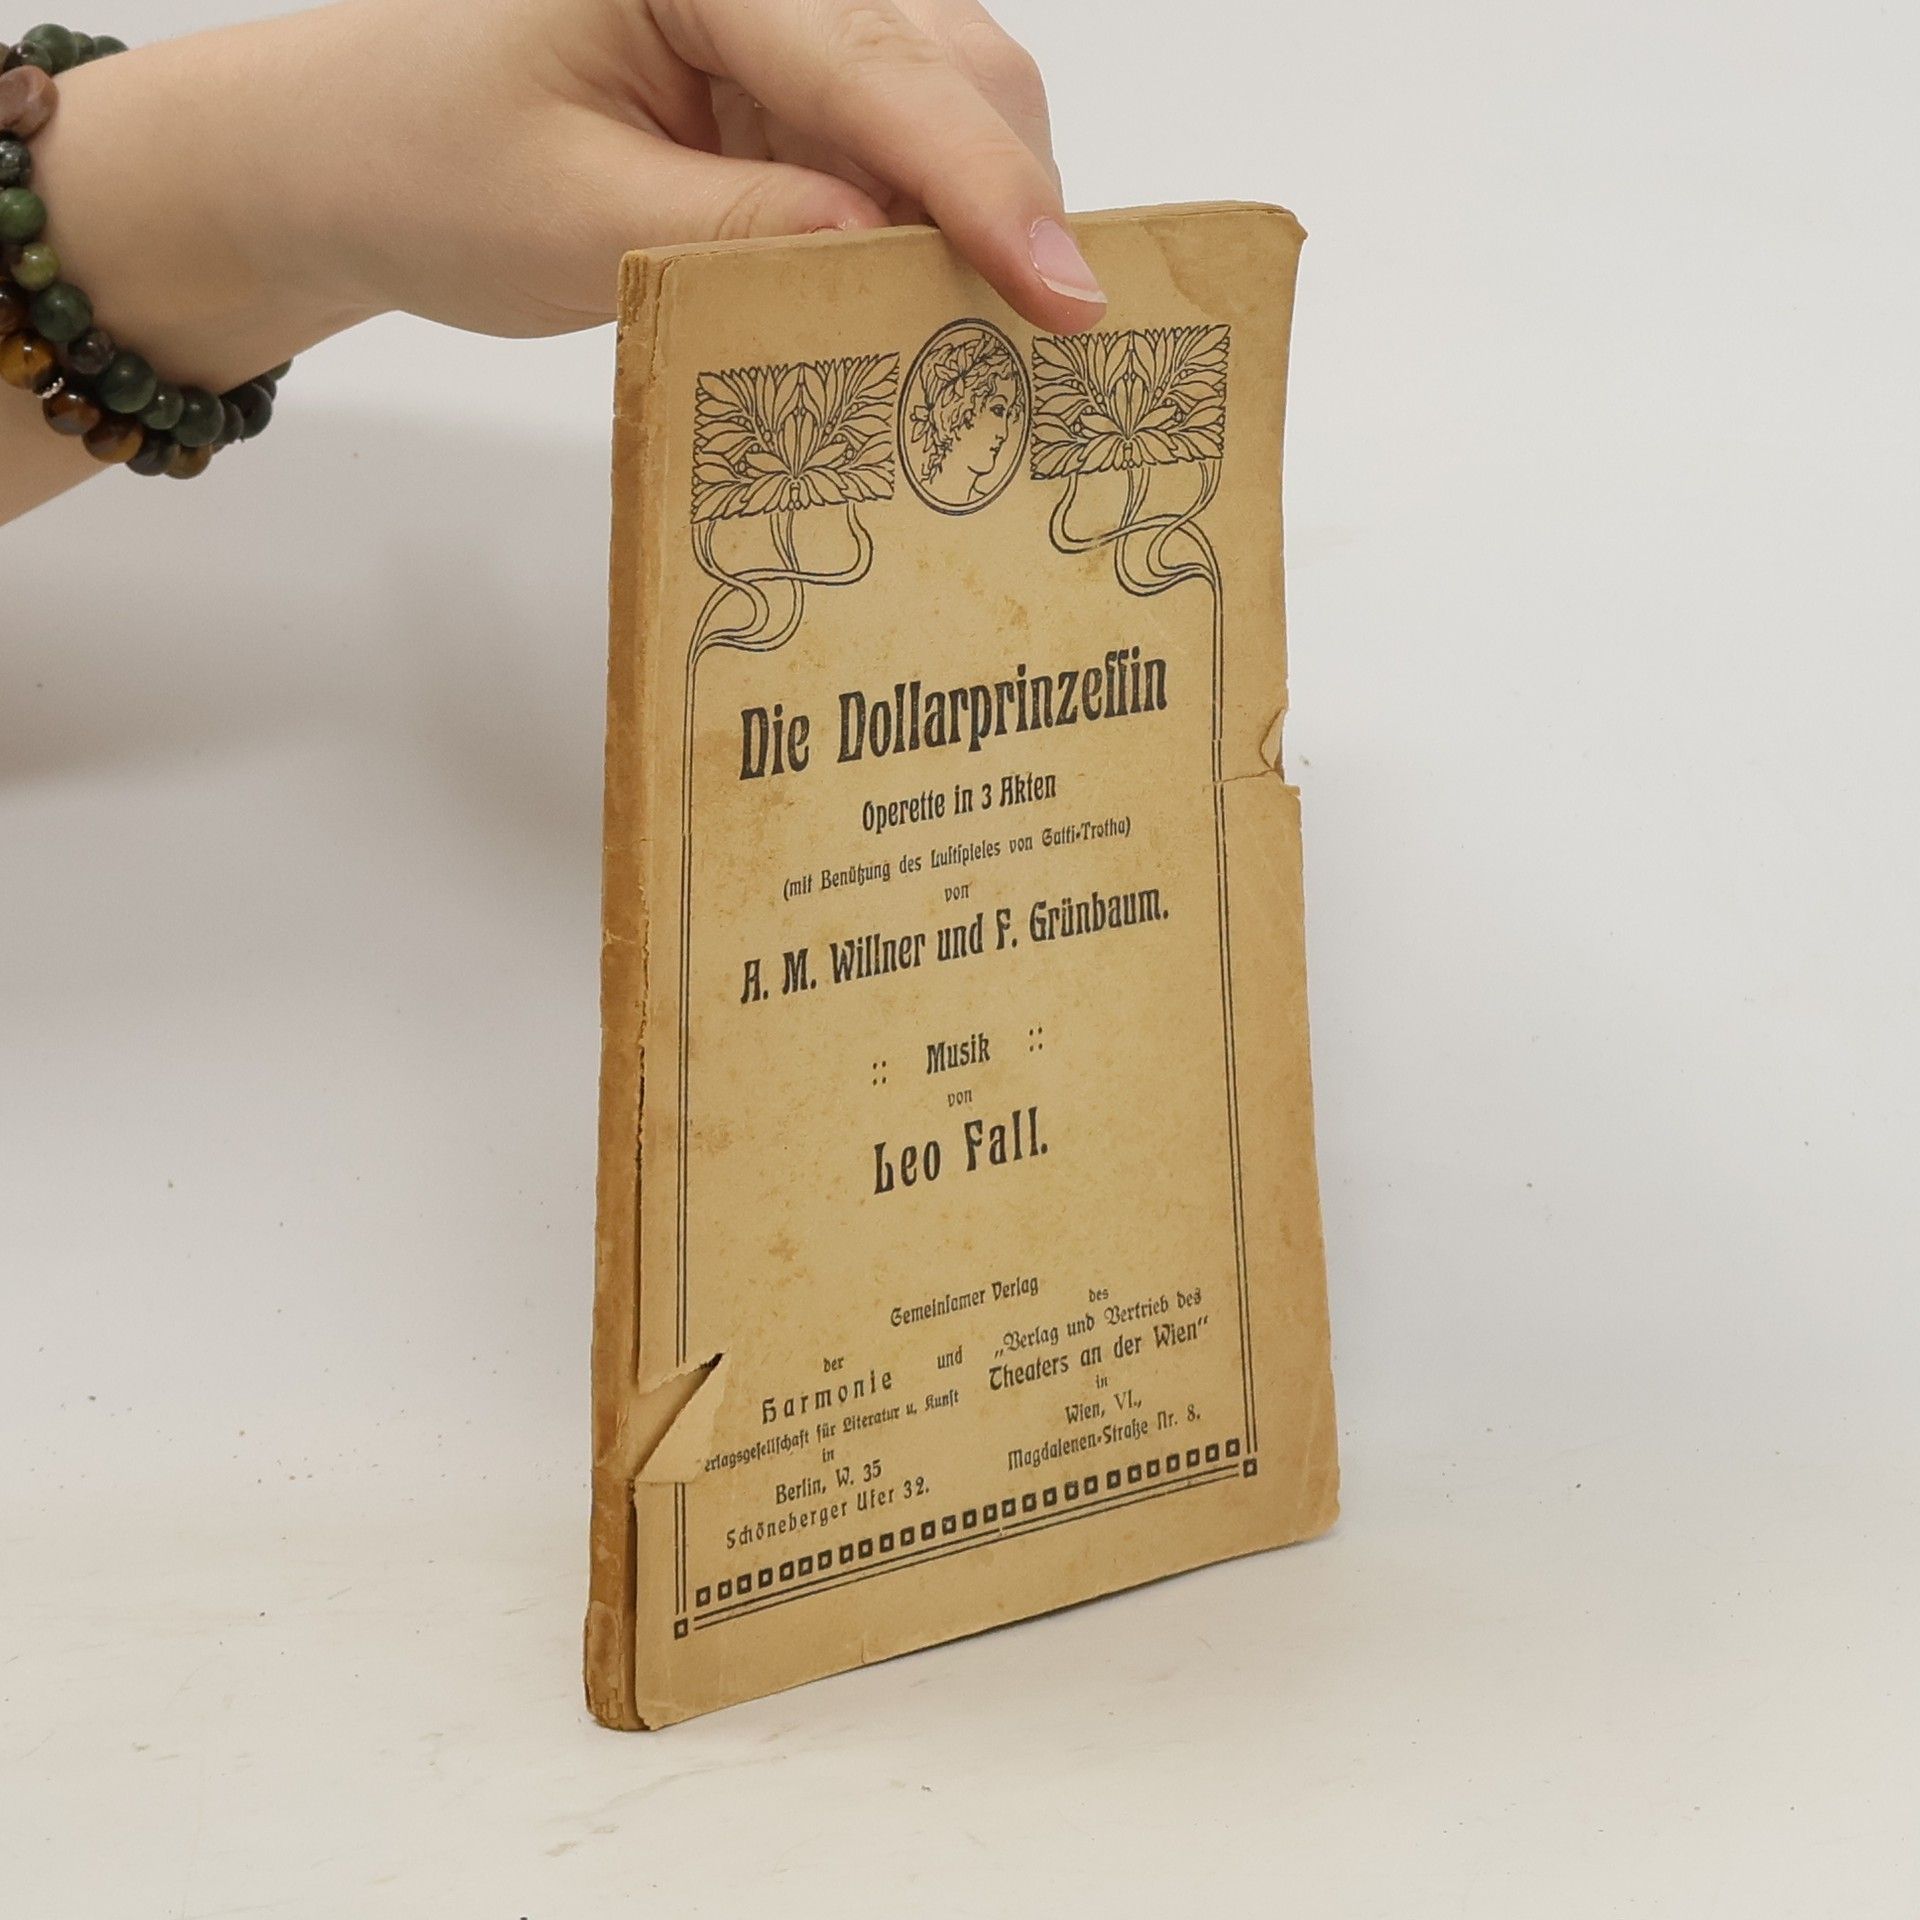 Die Dollarprinzessin
Operette in 3 Akten
(mit Benützung des Lustspieles von Gatti-Trotha)
von
A. M. Willner und F. Grünbaum.
:: Musik ::
von
Leo Fall.
Gemeinsamer Verlag
der
Harmonie
erlagsgesellschaft für Literatur u. Kunst
in
Berlin, W. 35
Schöneberger Ufer 32.
und
des
„Verlag und Vertrieb des
Theaters an der Wien“
in
Wien, VI.,
Magdalenen-Straße Nr. 8.